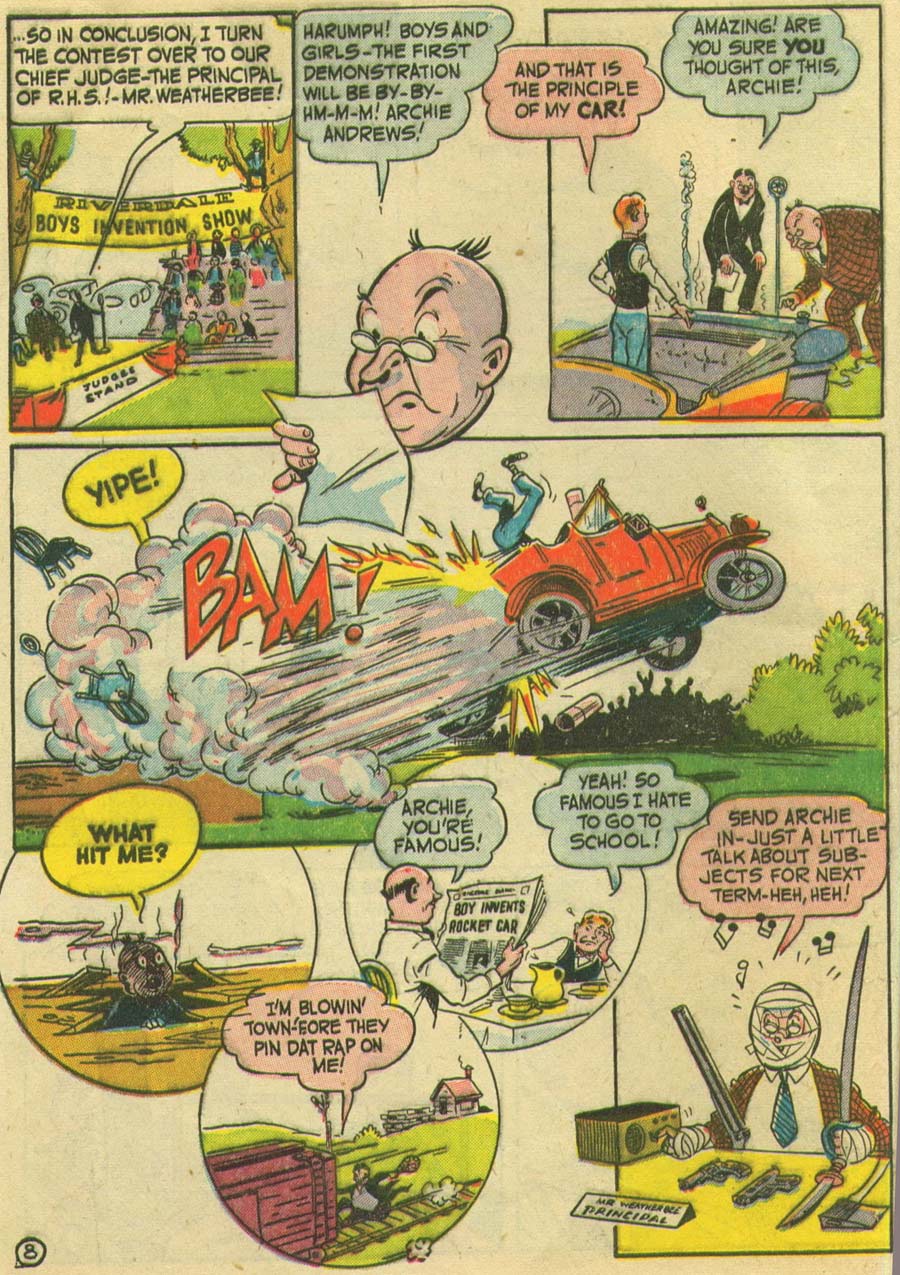 ...SO IN CONCLUSION, I TURN
THE CONTEST OVER TO OUR
CHIEF JUDGE-THE PRINCIPAL
OF R.H.S.!-MR. WEATHERBEE!
RIVERDALE
BOYS INVENTION SHOW
JUDGES
STAND
HARUMPH! BOYS AND
GIRLS-THE FIRST
DEMONSTRATION
WILL BE BY-BY-
HM-M-M! ARCHIE
ANDREWS!
AND THAT IS
THE PRINCIPLE
OF MY CAR!
AMAZING! ARE
YOU SURE YOU
THOUGHT OF THIS,
ARCHIE!
YIPE!
BAM!
WHAT
HIT ME?
ARCHIE,
YOU'RE
FAMOUS!
YEAH! SO
FAMOUS I HATE
TO GO TO
SCHOOL!
BOY INVENTS
ROCKET CAR
I'M BLOWIN'
TOWN-'FORE THEY
PIN DAT RAP ON
ME!
SEND ARCHIE
IN-JUST A LITTLE
TALK ABOUT SUB-
JECTS FOR NEXT
TERM-HEH, HEH!
MR WEATHERBEE
PRINCIPAL
8